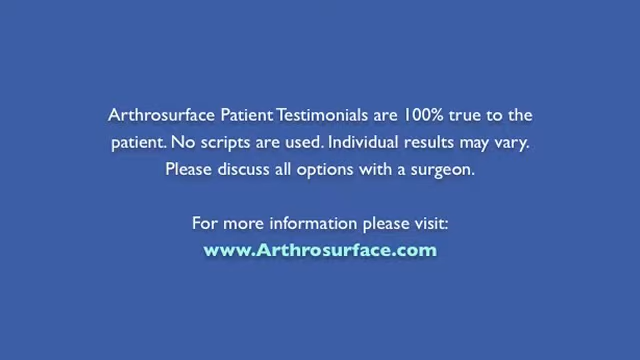 Arthrosurface Patient Testimonials are 100% true to the
patient. No scripts are used. Individual results may vary.
Please discuss all options with a surgeon.
For more information please visit:
www.Arthrosurface.com